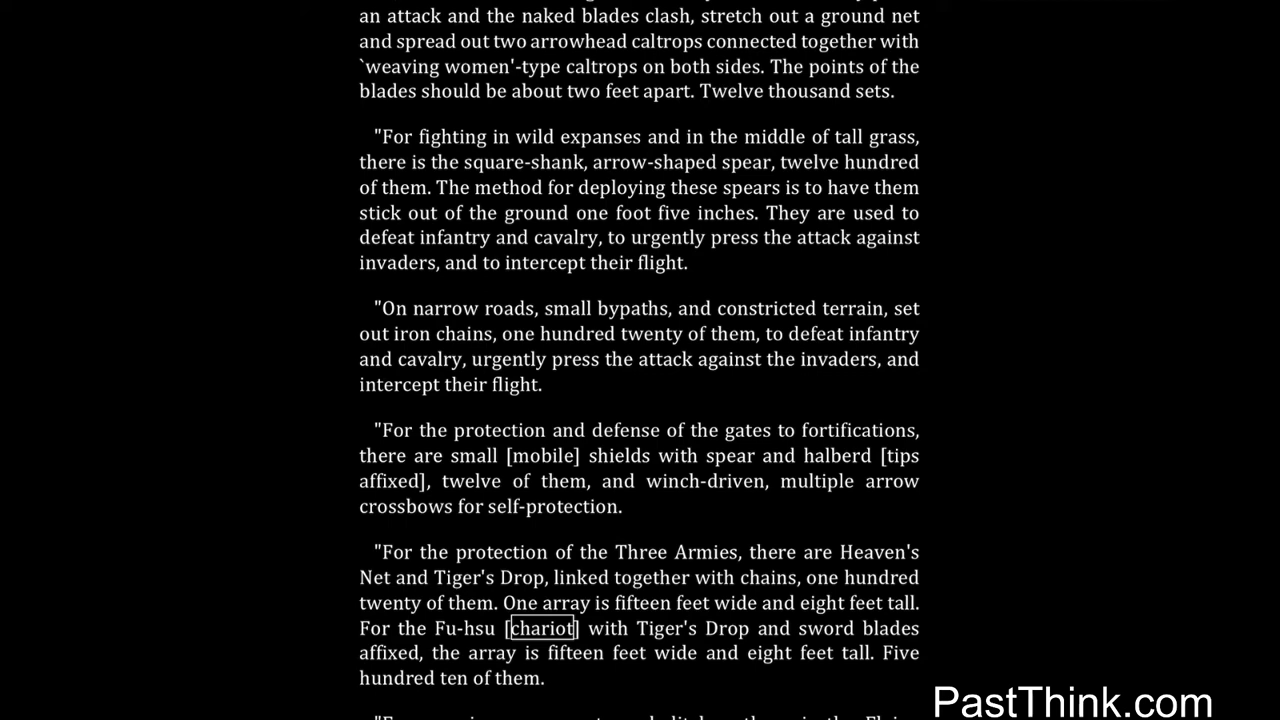 an attack and the naked blades clash, stretch out a ground net
and spread out two arrowhead caltrops connected together with
`weaving women'-type caltrops on both sides. The points of the
blades should be about two feet apart. Twelve thousand sets.
"For fighting in wild expanses and in the middle of tall grass,
there is the square-shank, arrow-shaped spear, twelve hundred
of them. The method for deploying these spears is to have them
stick out of the ground one foot five inches. They are used to
defeat infantry and cavalry, to urgently press the attack against
invaders, and to intercept their flight.
"On narrow roads, small bypaths, and constricted terrain, set
out iron chains, one hundred twenty of them, to defeat infantry
and cavalry, urgently press the attack against the invaders, and
intercept their flight.
"For the protection and defense of the gates to fortifications,
there are small [mobile] shields with spear and halberd [tips
affixed], twelve of them, and winch-driven, multiple arrow
crossbows for self-protection.
"For the protection of the Three Armies, there are Heaven's
Net and Tiger's Drop, linked together with chains, one hundred
twenty of them. One array is fifteen feet wide and eight feet tall.
For the Fu-hsu [chariot] with Tiger's Drop and sword blades
affixed, the array is fifteen feet wide and eight feet tall. Five
hundred ten of them.
PastThink.com